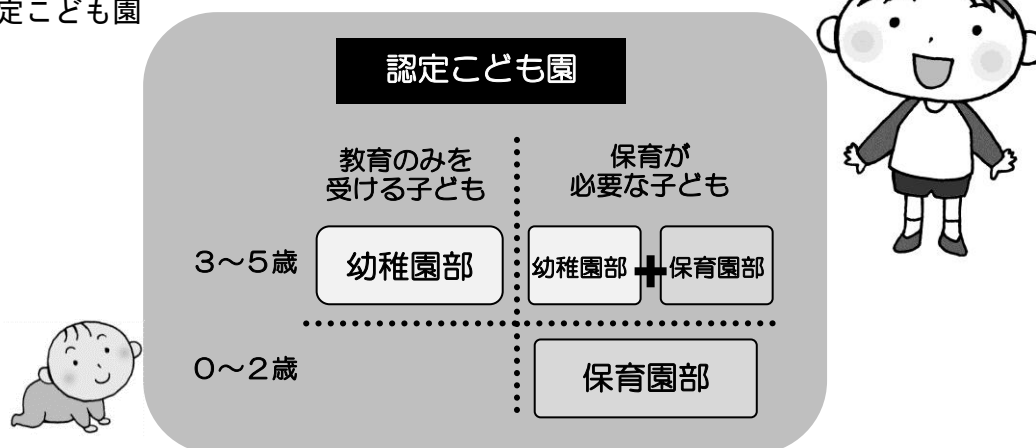 定こども園
認定こども園
教育のみを
受ける子ども
保育が
必要な子ども
3～5歳
幼稚園部
幼稚園部+保育園部
0～2歳
保育園部